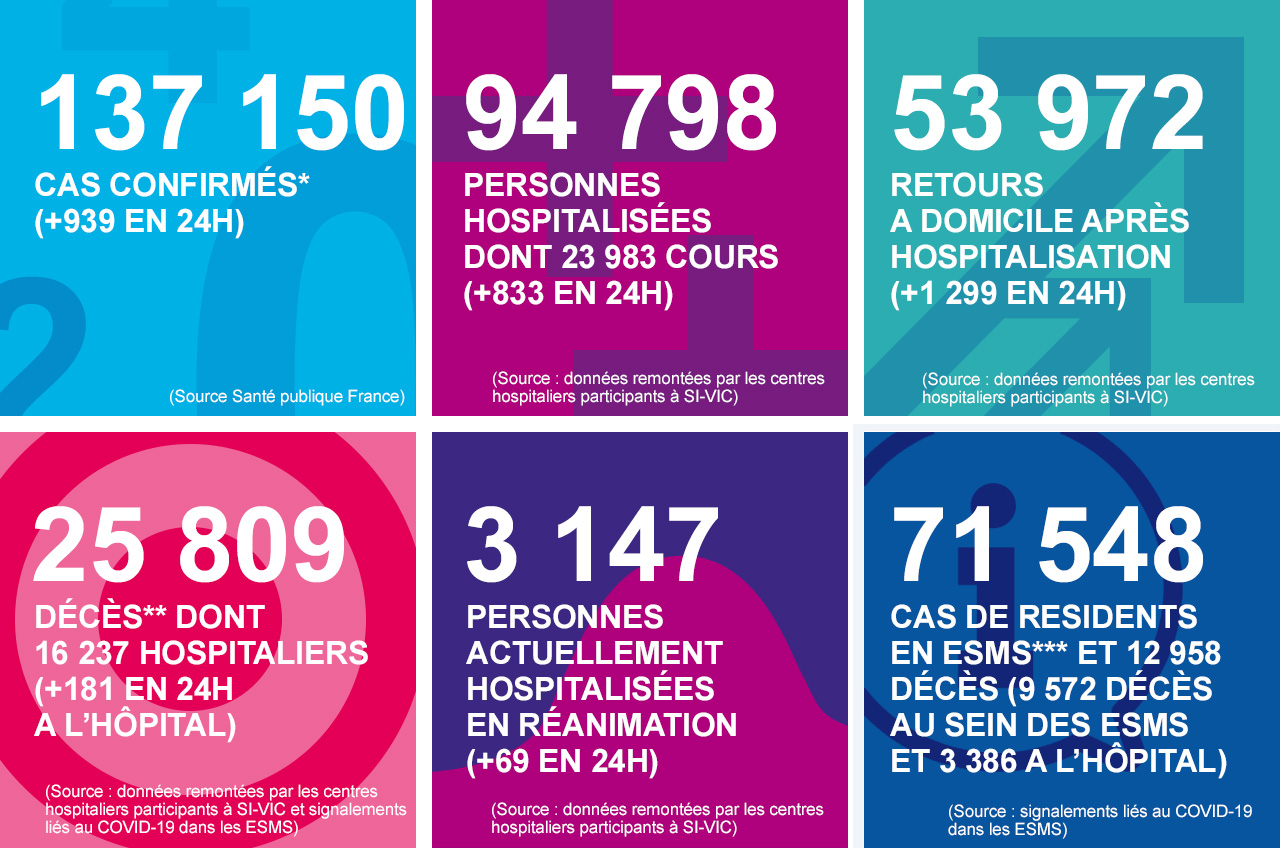 137 150
CAS CONFIRMÉS*
(+939 EN 24H)
(Source Santé publique France)
94 798
PERSONNES
HOSPITALISÉES
DONT 23 983 COURS
(+833 EN 24H)
(Source : données remontées par les centres
hospitaliers participants à SI-VIC)
53 972
RETOURS
A DOMICILE APRÈS
HOSPITALISATION
(+1 299 EN 24H)
(Source : données remontées par les centres
hospitaliers participants à SI-VIC)
25 809
DÉCÈS** DONT
16 237 HOSPITALIERS
(+181 EN 24H
A L’HÔPITAL)
(Source : données remontées par les centres
hospitaliers participants à SI-VIC et signalements
liés au COVID-19 dans les ESMS)
3 147
PERSONNES
ACTUELLEMENT
HOSPITALISÉES
EN RÉANIMATION
(+69 EN 24H)
(Source : données remontées par les centres
hospitaliers participants à SI-VIC)
71 548
CAS DE RESIDENTS
EN ESMS*** ET 12 958
DÉCÈS (9 572 DÉCÈS
AU SEIN DES ESMS
ET 3 386 A L’HÔPITAL)
(Source : signalements liés au COVID-19
dans les ESMS)